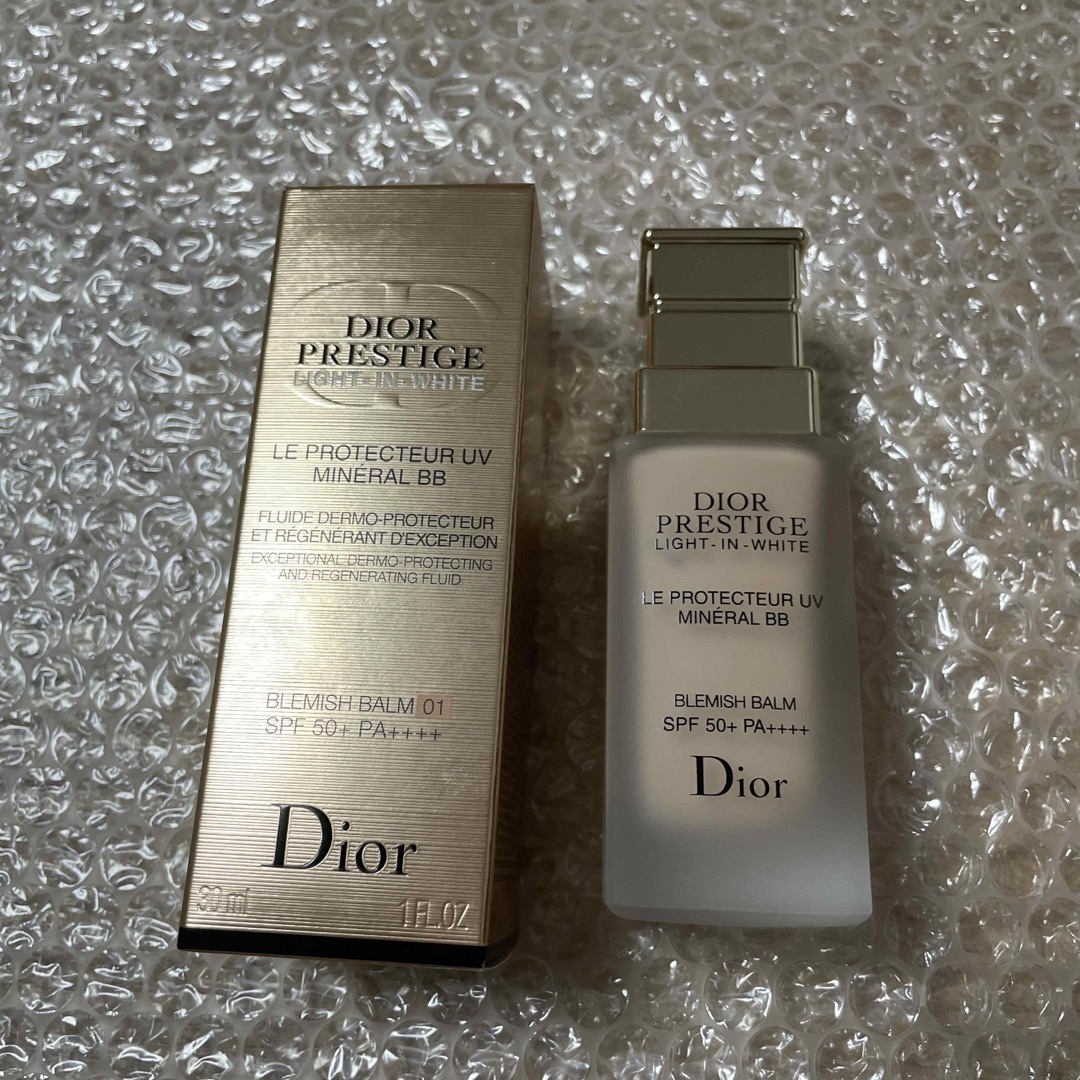 DIOR
PRESTIGE
LIGHT-IN-WHITE
LE PROTECTEUR UV
MINÉRAL BB
FLUIDE DERMO-PROTECTEUR
ET RÉGÉNÉRANT D'EXCEPTION
EXCEPTIONAL DERMO-PROTECTING
AND REGENERATING FLUID
BLEMISH BALM 01
SPF 50+ PA++++
Dior
30 ml 1 FL.OZ
DIOR
PRESTIGE
LIGHT-IN-WHITE
LE PROTECTEUR UV
MINÉRAL BB
BLEMISH BALM
SPF 50+ PA++++
Dior